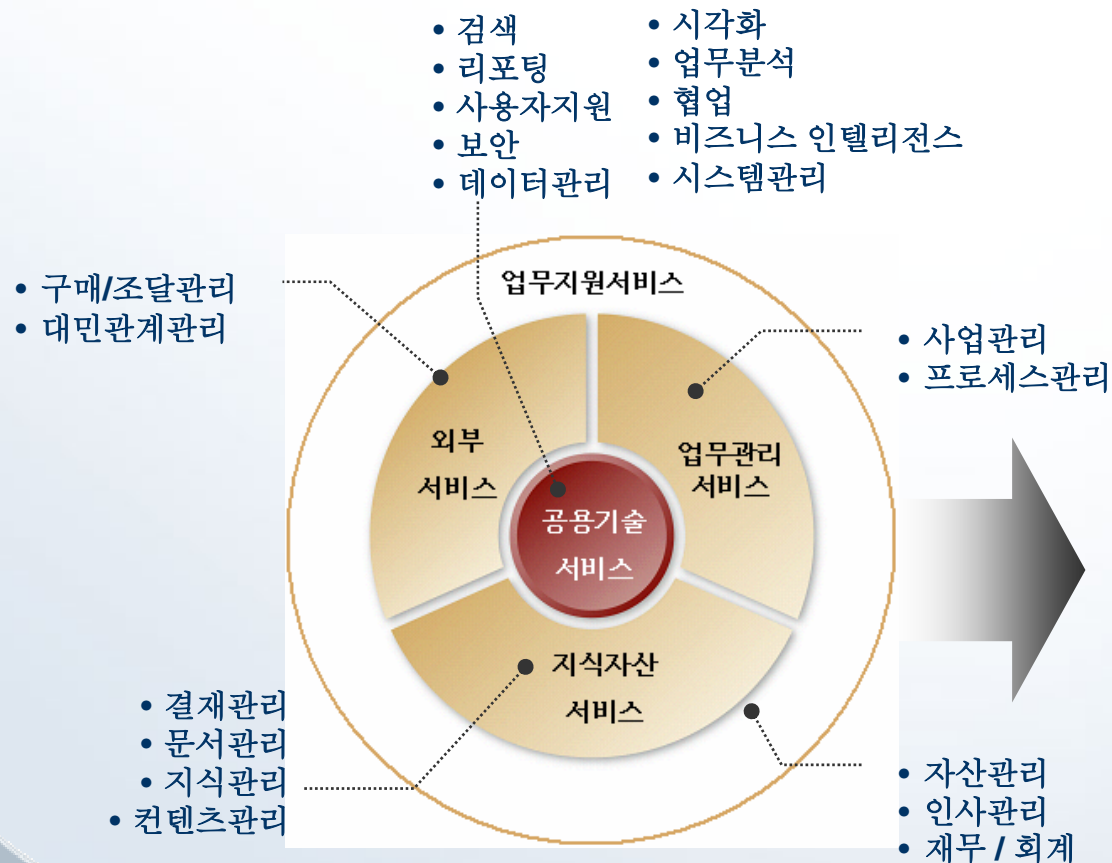 • 검색
• 리포팅
• 사용자지원
• 보안
• 데이터관리
• 시각화
• 업무분석
• 협업
• 비즈니스 인텔리전스
• 시스템관리
• 구매/조달관리
• 대민관계관리
업무지원서비스
• 사업관리
• 프로세스관리
외부
서비스
업무관리
서비스
공용기술
서비스
지식자산
서비스
• 결재관리
• 문서관리
• 지식관리
• 컨텐츠관리
• 자산관리
• 인사관리
• 재무 / 회계